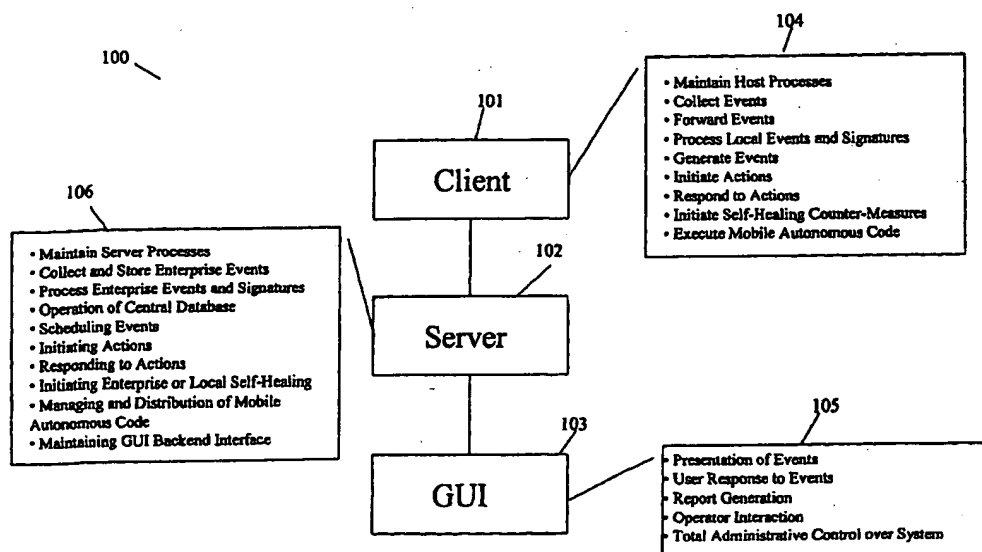 100
104
• Maintain Host Processes
• Collect Events
• Forward Events
• Process Local Events and Signatures
• Generate Events
• Initiate Actions
• Respond to Actions
• Initiate Self-Healing Counter-Measures
• Execute Mobile Autonomous Code
101
Client
106
• Maintain Server Processes
• Collect and Store Enterprise Events
• Process Enterprise Events and Signatures
• Operation of Central Database
• Scheduling Events
• Initiating Actions
• Responding to Actions
• Initiating Enterprise or Local Self-Healing
• Managing and Distribution of Mobile
Autonomous Code
• Maintaining GUI Backend Interface
102
Server
103
GUI
105
• Presentation of Events
• User Response to Events
• Report Generation
• Operator Interaction
• Total Administrative Control over System